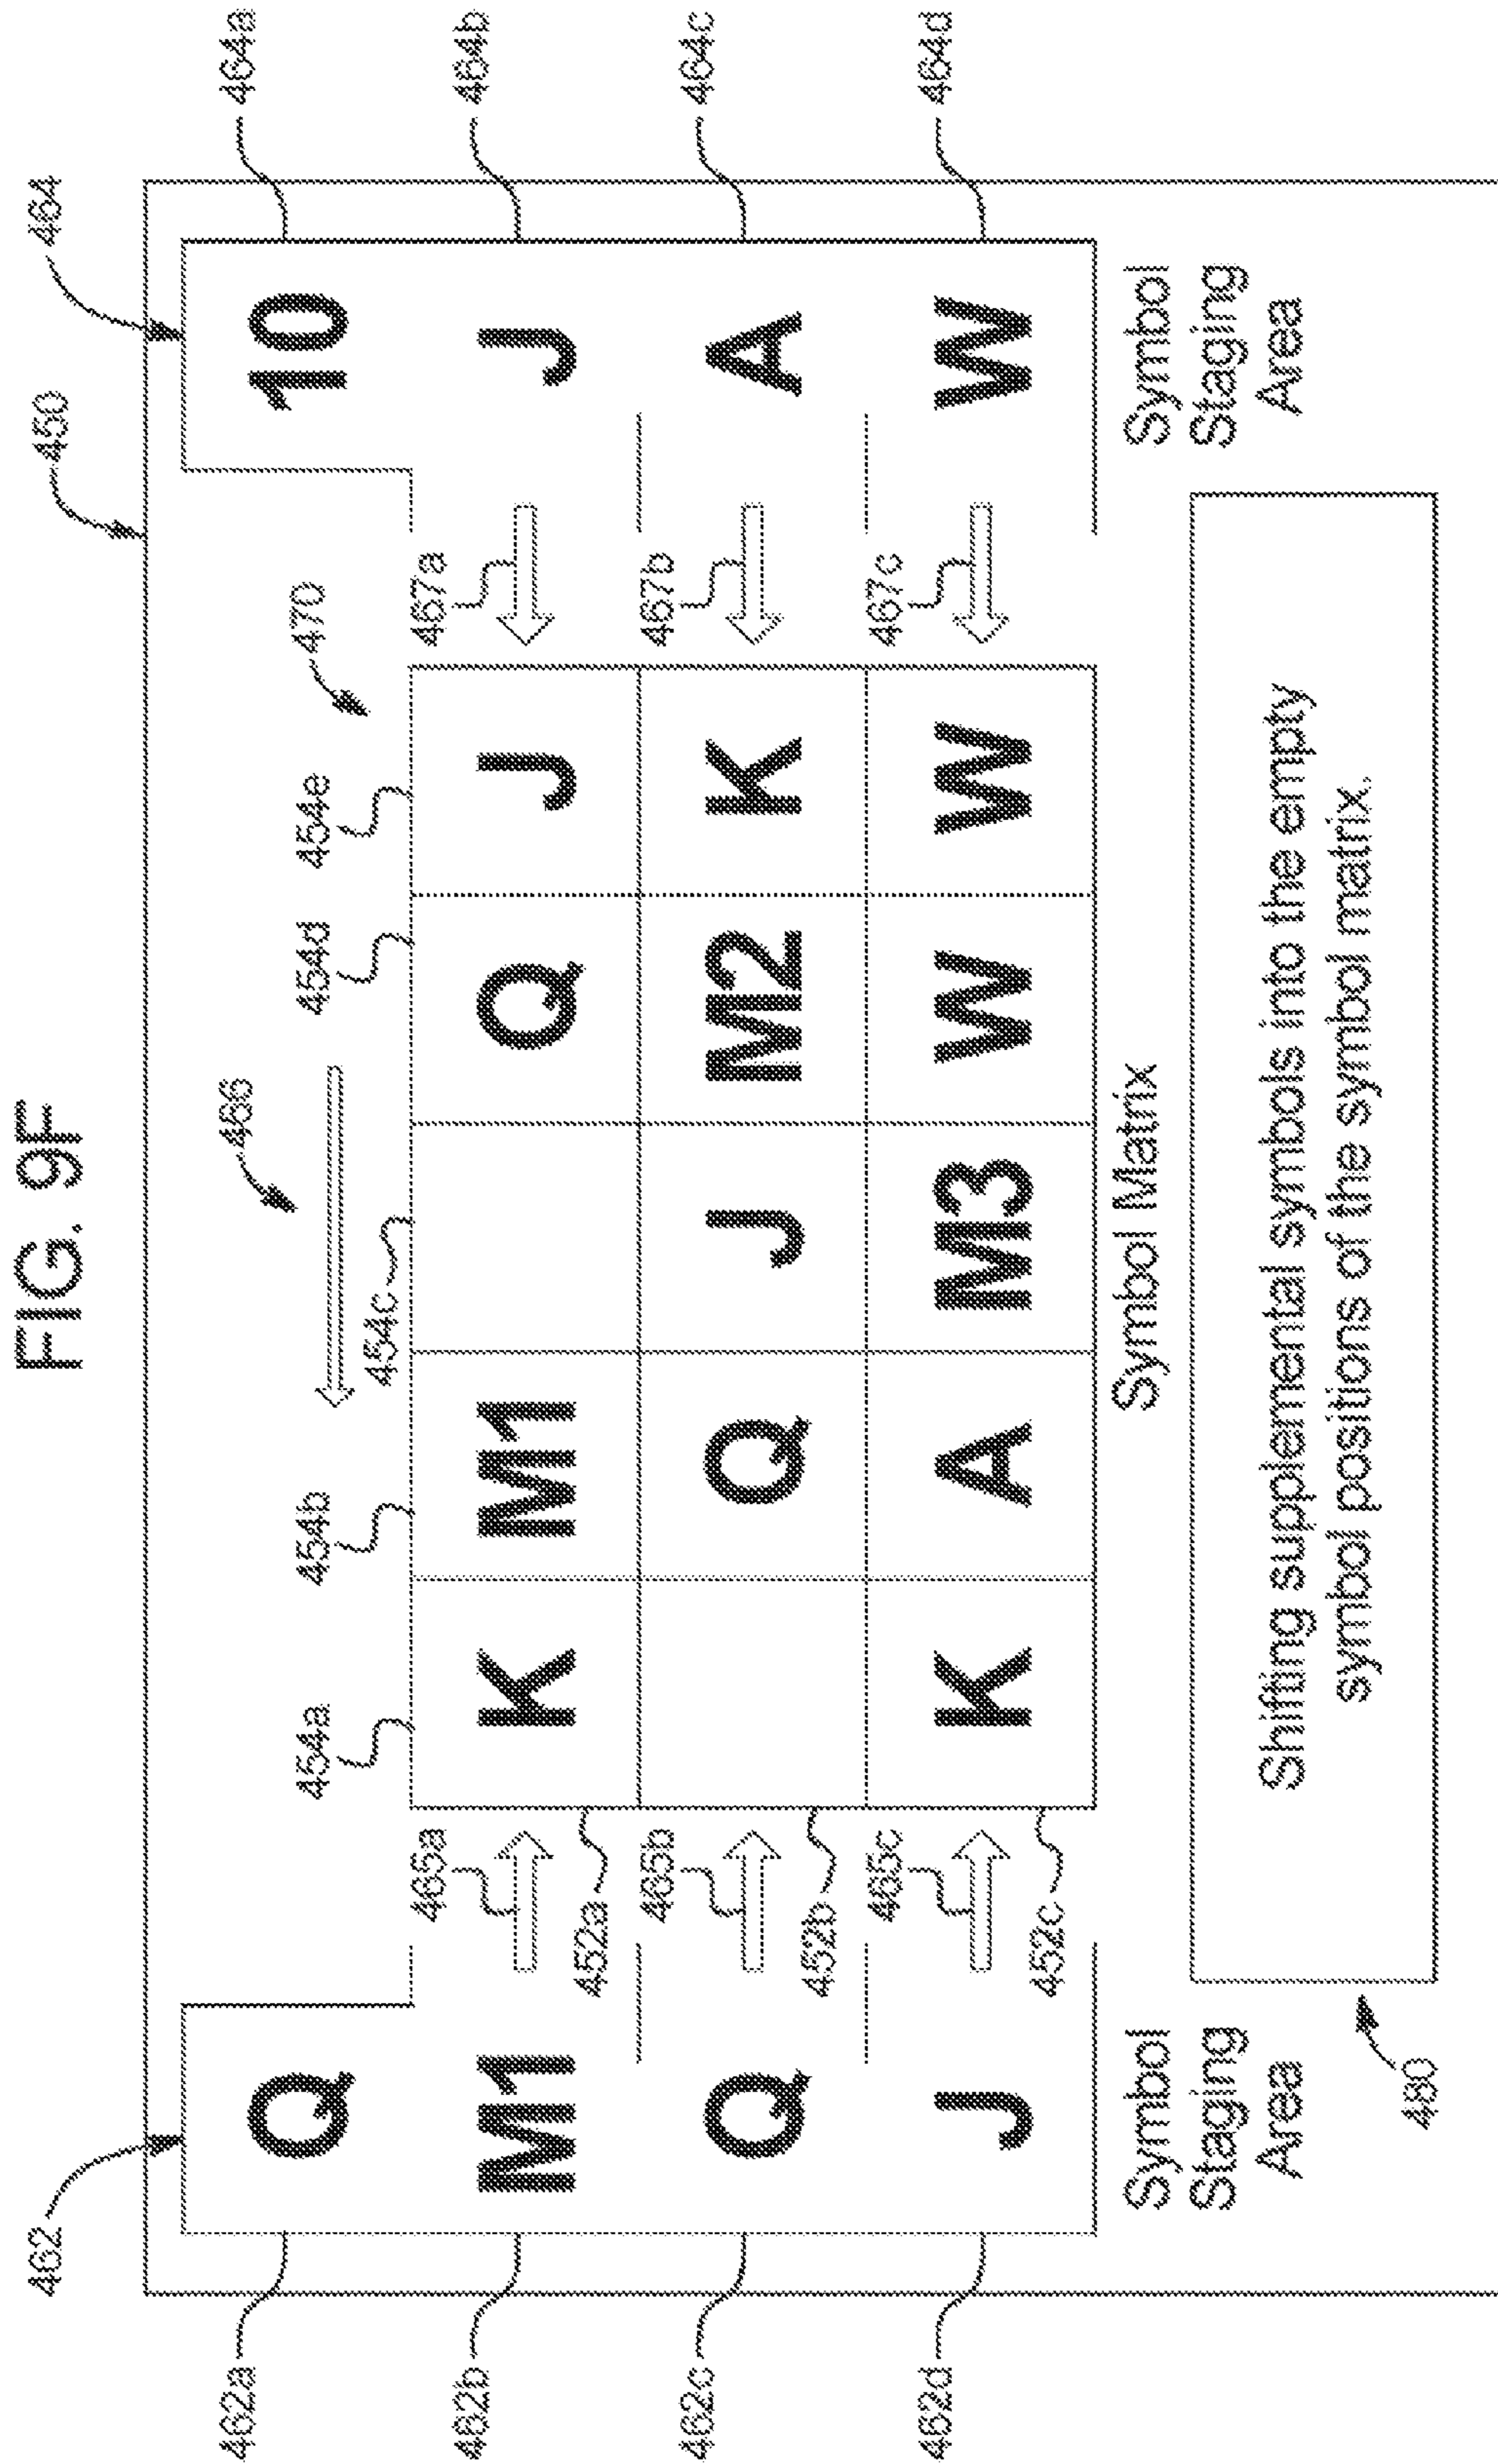 FIG. 9F
462
466
470
450
464
454a
454b
454c
454d
454e
462a
Q
10
464a
462b
M1
465a
K
M1
Q
J
467a
J
464b
452a
462c
Q
465b
Q
J
M2
K
467b
A
464c
452b
462d
J
465c
K
A
M3
W
W
467c
W
464d
452c
Symbol
Staging
Area
Symbol Matrix
Symbol
Staging
Area
480
Shifting supplemental symbols into the empty
symbol positions of the symbol matrix.